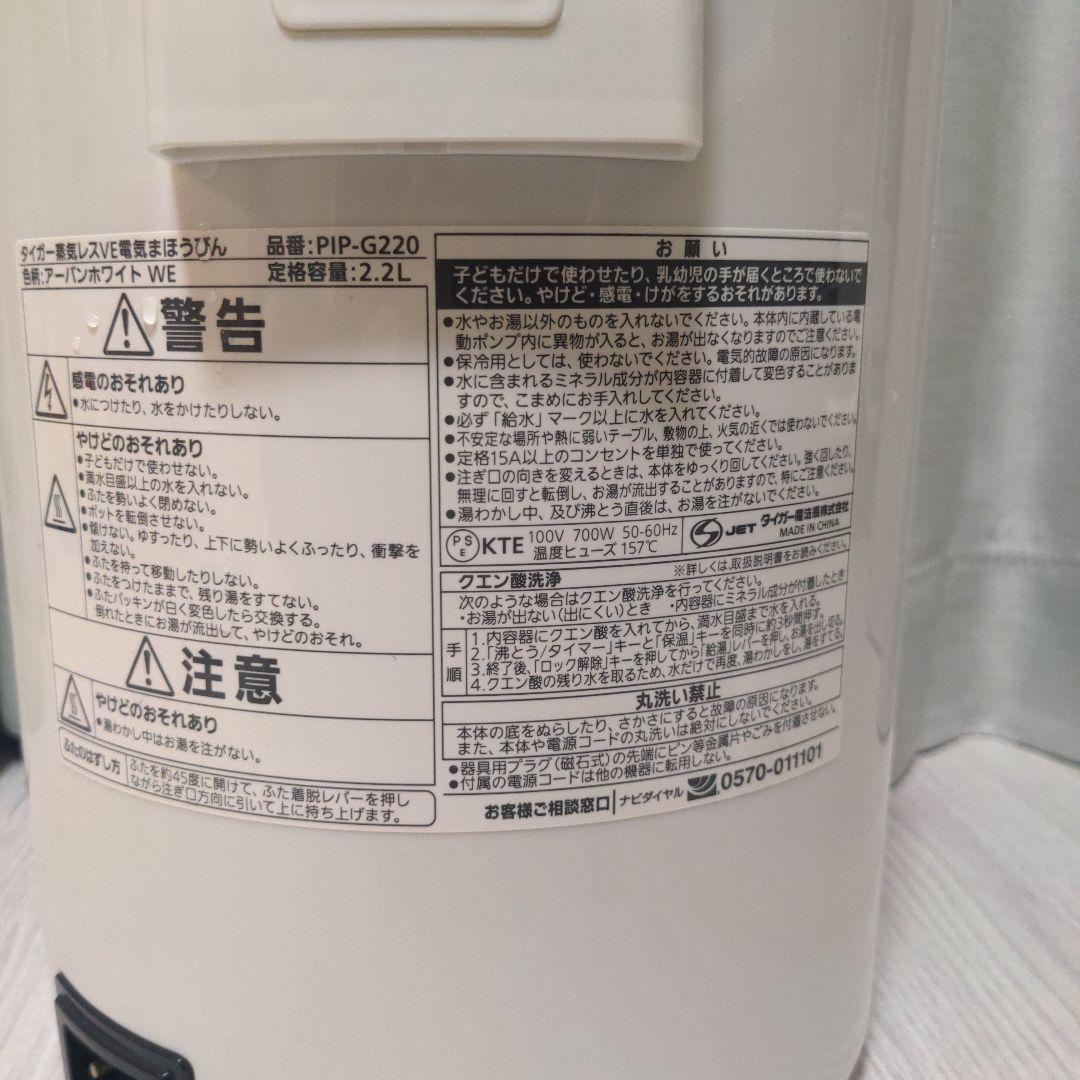 タイガー蒸気レスVE電気まほうびん 品番:PIP-G220
色柄:アーバンホワイト WE 定格容量:2.2L
警告
感電のおそれあり
●水につけたり、水をかけたりしない。
やけどのおそれあり
●子どもだけで使わせない。
●満水目盛以上の水を入れない。
●ふたを勢いよく閉めない。
●ポットを転倒させない。
●傾けない。ゆすったり、上下に勢いよくふったり、衝撃を
加えない。
●ふたを持って移動したりしない。
●ふたをつけたままで、残り湯をすてない。
●ふたパッキンが白く変色したら交換する。
倒れたときにお湯が流出して、やけどのおそれ。
注意
やけどのおそれあり
●湯わかし中はお湯を注がない。
ふたのはずし方
ふたを約45度に開けて、ふた着脱レバーを押し
ながら注ぎ口方向に引いて上に持ち上げます。
お願い
子どもだけで使わせたり、乳幼児の手が届くところで使わないで
ください。やけど・感電・けがをするおそれがあります。
●水やお湯以外のものを入れないでください。本体内に内蔵している電
動ポンプ内に異物が入ると、お湯が出なくなりますのでご注意ください。
●保冷用としては、使わないでください。電気的故障の原因になります。
●水に含まれるミネラル成分が内容器に付着して変色することがありま
すので、こまめにお手入れしてください。
●必ず「給水」マーク以上に水を入れてください。
●不安定な場所や熱に弱いテーブル、敷物の上、火気の近くでは使わないでください。
●定格15A以上のコンセントを単独で使ってください。
●注ぎ口の向きを変えるときは、本体をゆっくり回してください。強く回したり、
無理に回すと転倒し、お湯が流出することがありますので、特にご注意ください。
●湯わかし中、及び沸とう直後は、お湯を注がないでください。
PSE KTE 100V 700W 50-60Hz
温度ヒューズ 157℃
JET タイガー魔法瓶株式会社
MADE IN CHINA
※詳しくは、取扱説明書をお読みください。
クエン酸洗浄
次のような場合はクエン酸洗浄を行ってください。
・お湯が出ない(出にくい)とき ・内容器にミネラル成分が付着したとき
手順
1.内容器にクエン酸を入れてから、満水目盛まで水を入れる。
2.「沸とう/タイマー」キーと「保温」キーを同時に約3秒間押す。
3.終了後、「ロック解除」キーを押してから「給湯」レバーを押し、お湯を出し切る。
4.クエン酸の残り水を取るため、水だけで再度、湯わかしをし、湯をすてる。
丸洗い禁止
本体の底をぬらしたり、さかさにすると故障の原因になります。
また、本体や電源コードの丸洗いは絶対にしないでください。
●器具用プラグ(磁石式)の先端にピン等金属片やごみを付着させない。
●付属の電源コードは他の機器に転用しない。
お客様ご相談窓口 ナビダイヤル 0570-011101